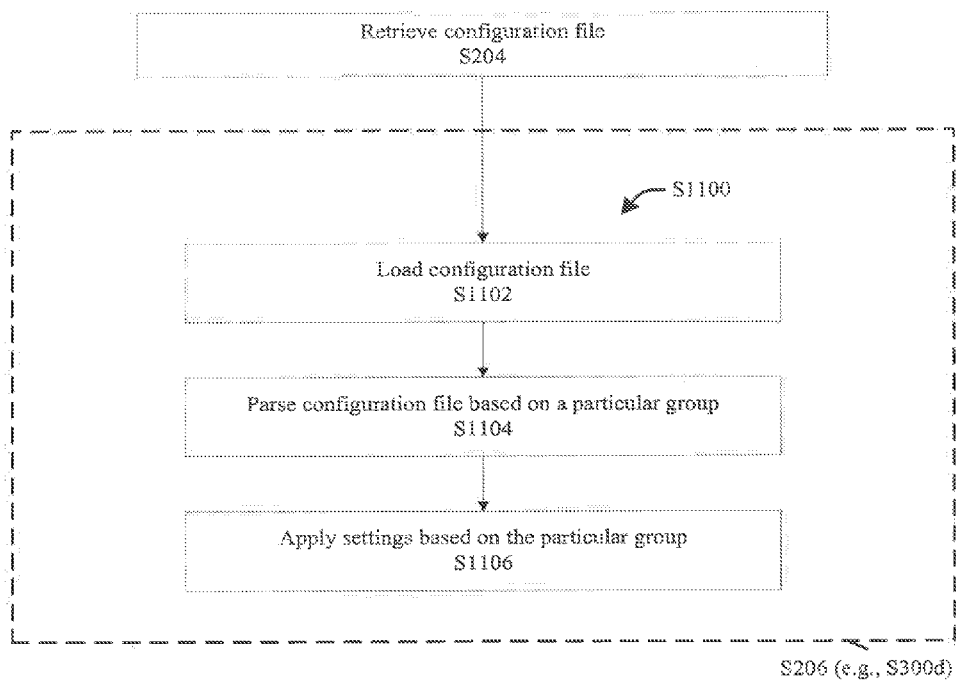 Retrieve configuration file
S204
S1100
Load configuration file
S1102
Parse configuration file based on a particular group
S1104
Apply settings based on the particular group
S1106
S206 (e.g., S300d)